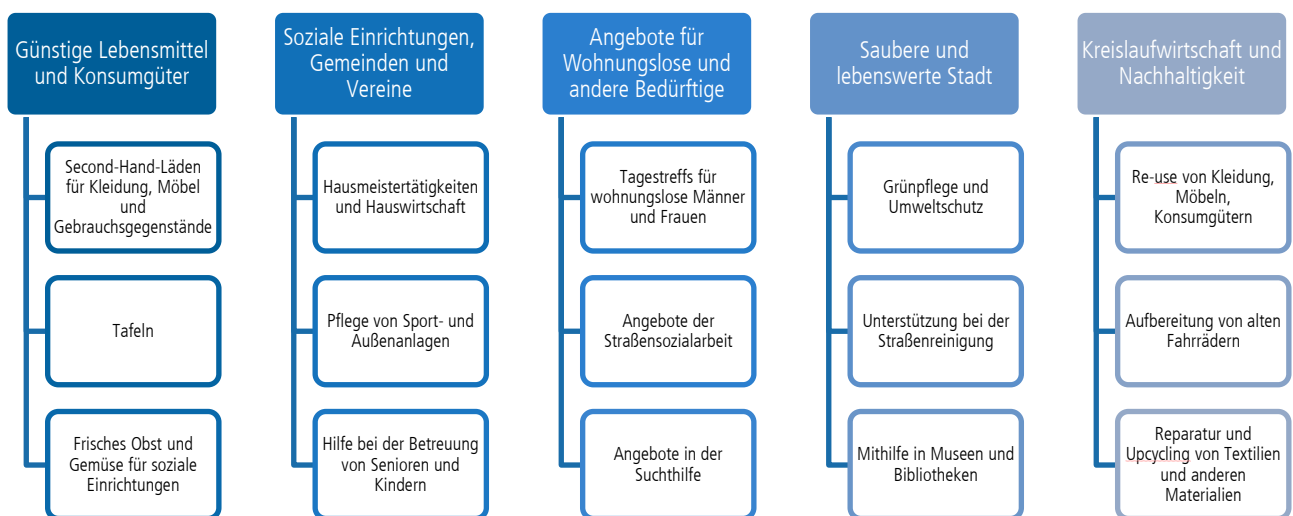 Günstige Lebensmittel
und Konsumgüter
Second-Hand-Läden
für Kleidung, Möbel
und
Gebrauchsgegenstände
Tafeln
Frisches Obst und
Gemüse für soziale
Einrichtungen
Soziale Einrichtungen,
Gemeinden und
Vereine
Hausmeistertätigkeiten
und Hauswirtschaft
Pflege von Sport- und
Außenanlagen
Hilfe bei der Betreuung
von Senioren und
Kindern
Angebote für
Wohnungslose und
andere Bedürftige
Tagestreffs für
wohnungslose Männer
und Frauen
Angebote der
Straßensozialarbeit
Angebote in der
Suchthilfe
Saubere und
lebenswerte Stadt
Grünpflege und
Umweltschutz
Unterstützung bei der
Straßenreinigung
Mithilfe in Museen und
Bibliotheken
Kreislaufwirtschaft und
Nachhaltigkeit
Re-use von Kleidung,
Möbeln,
Konsumgütern
Aufbereitung von alten
Fahrrädern
Reparatur und
Upcycling von Textilien
und anderen
Materialien